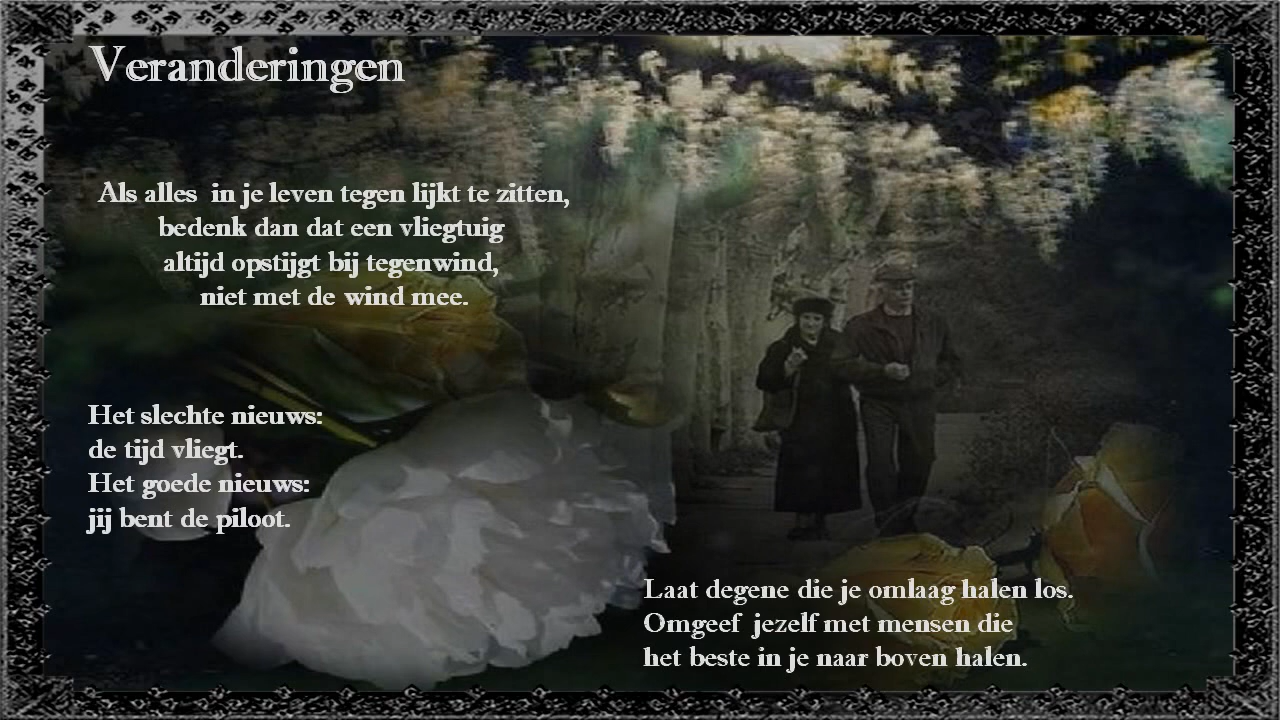 Veranderingen
Als alles  in je leven tegen lijkt te zitten,
bedenk dan dat een vliegtuig
altijd opstijgt bij tegenwind,
niet met de wind mee.
Het slechte nieuws:
de tijd vliegt.
Het goede nieuws:
jij bent de piloot.
Laat degene die je omlaag halen los.
Omgeef  jezelf met mensen die
het beste in je naar boven halen.